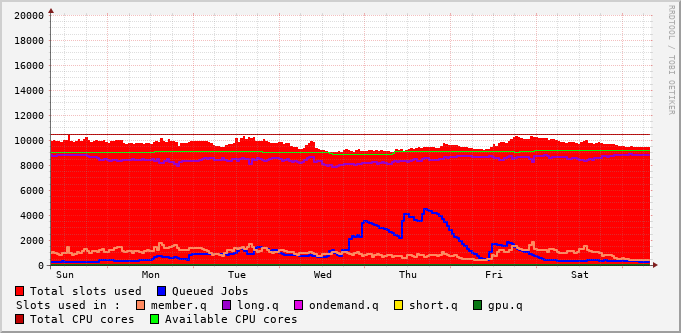 20000
18000
16000
14000
12000
10000
8000
6000
4000
2000
0
Sun Mon Tue Wed Thu Fri Sat
Total slots used Queued Jobs
Slots used in : member.q long.q ondemand.q short.q gpu.q
Total CPU cores Available CPU cores
RRDTOOL / TOBI OETIKER